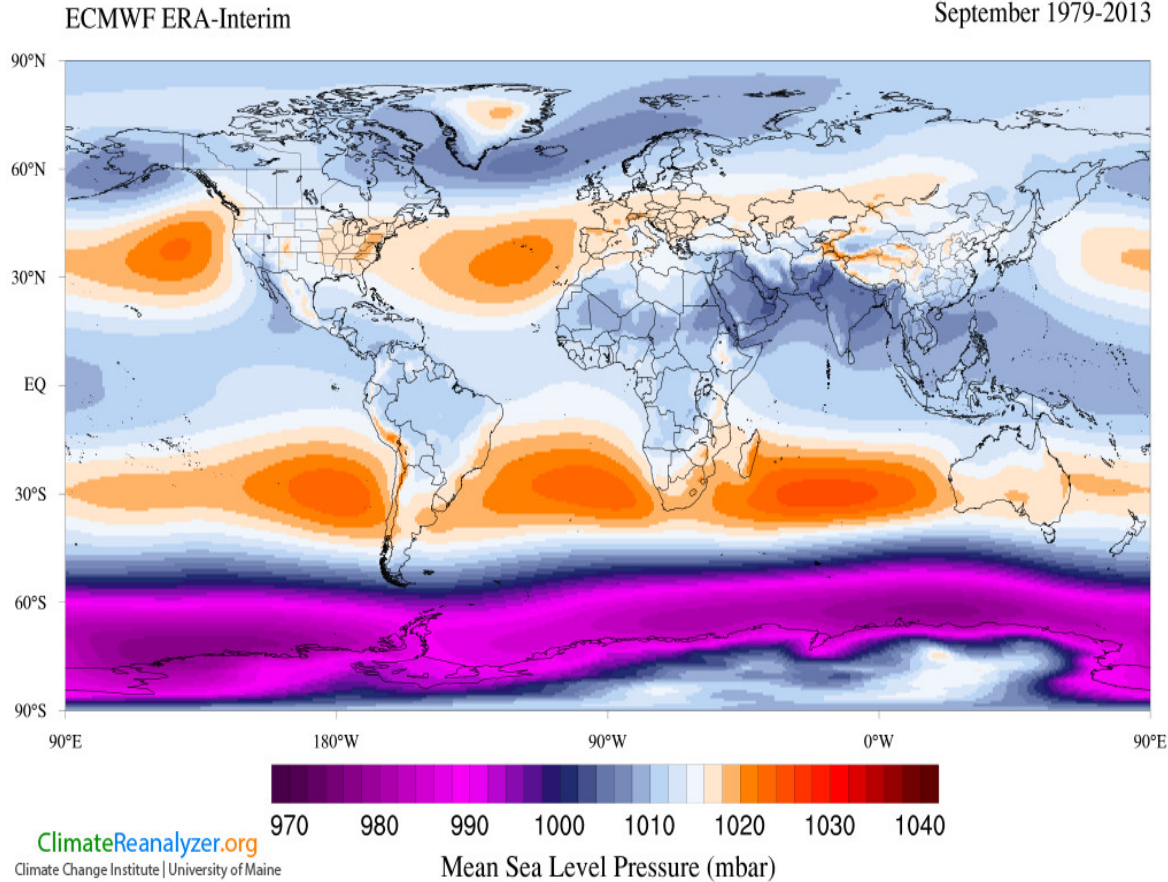 ECMWF ERA-Interim
September 1979-2013
90°N
60°N
30°N
EQ
30°S
60°S
90°S
90°E 180°W 90°W 0°W 90°E
970 980 990 1000 1010 1020 1030 1040
Mean Sea Level Pressure (mbar)
ClimateReanalyzer.org
Climate Change Institute | University of Maine